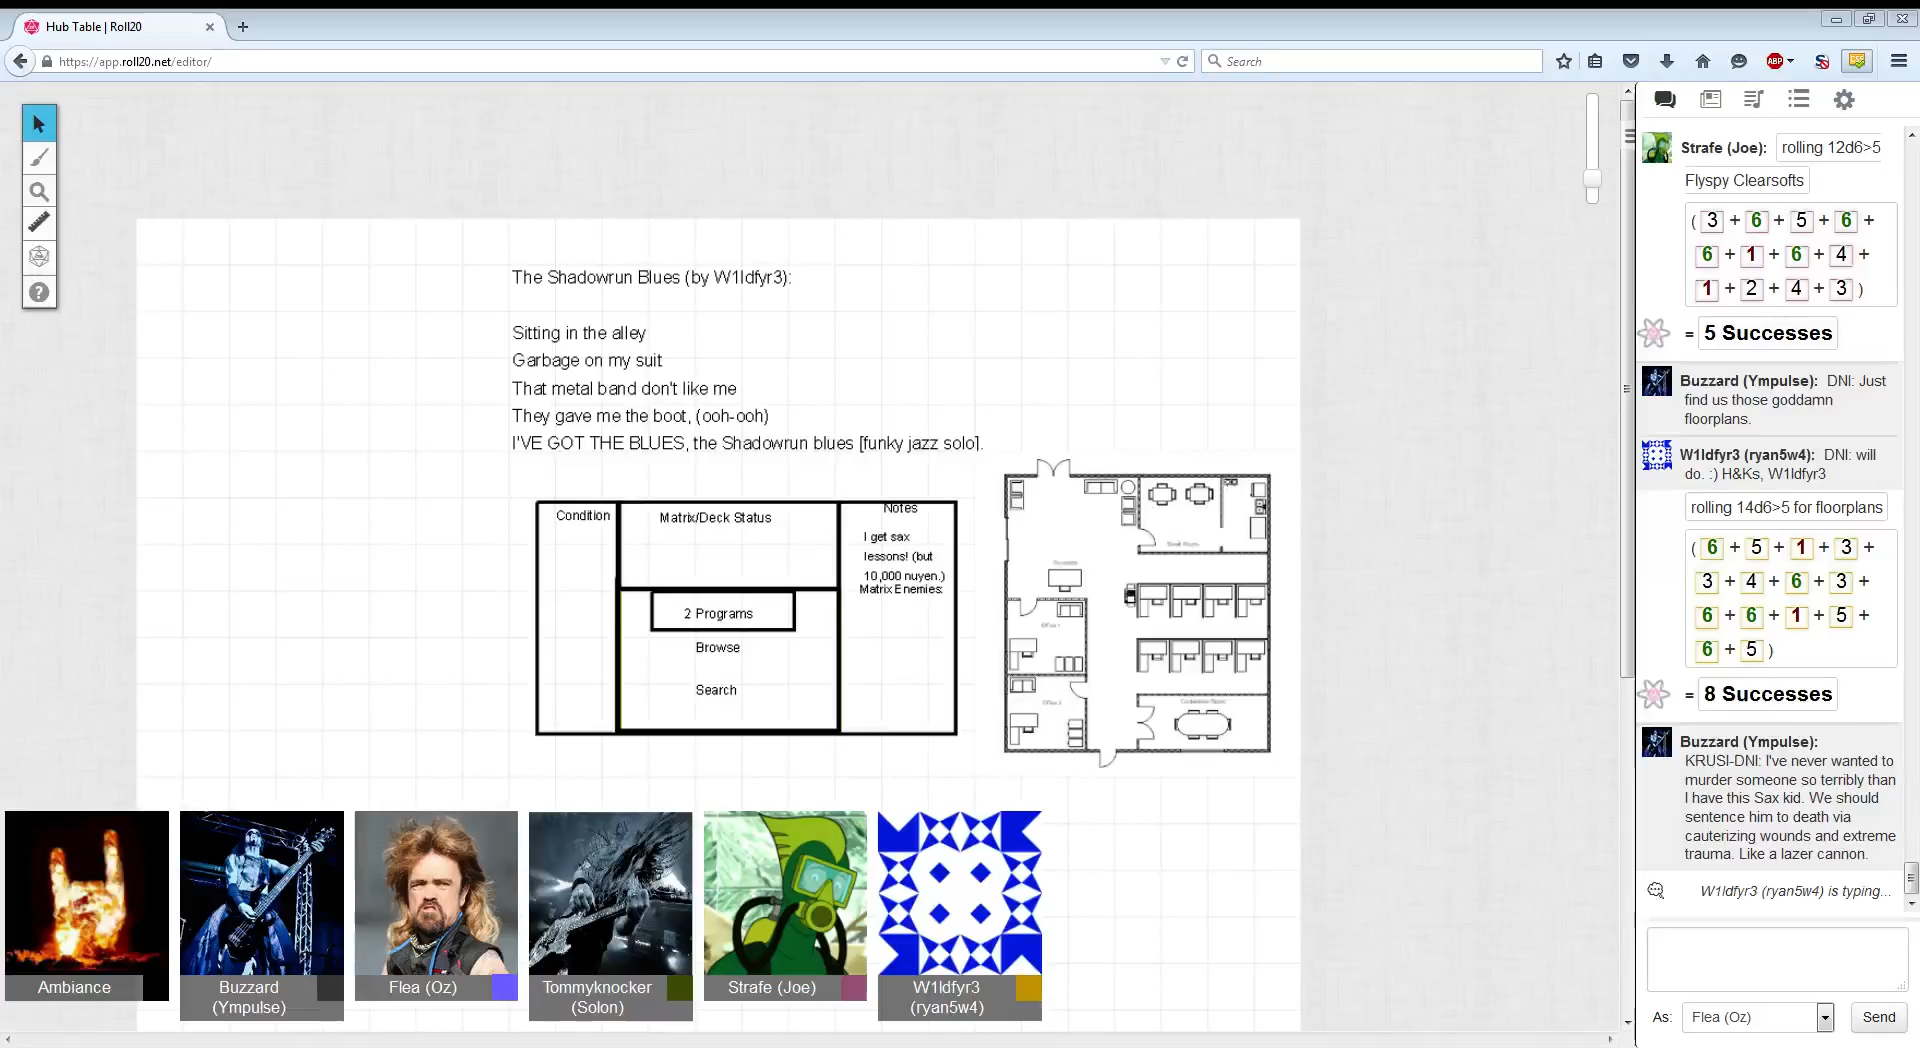 Hub Table | Roll20
https://app.roll20.net/editor/
Search
ABP
The Shadowrun Blues (by W1ldfyr3):
Sitting in the alley
Garbage on my suit
That metal band don't like me
They gave me the boot, (ooh-ooh)
I'VE GOT THE BLUES, the Shadowrun blues [funky jazz solo].
Condition
Matrix/Deck Status
2 Programs
Browse
Search
Notes
I get sax
lessons! (but
10,000 nuyen.)
Matrix Enemies:
Break Room
Office 1
Office 2
Conference Room
Ambiance
Buzzard
(Ympulse)
Flea (Oz)
Tommyknocker
(Solon)
Strafe (Joe)
W1ldfyr3
(ryan5w4)
Strafe (Joe): rolling 12d6>5
Flyspy Clearsofts
( 3 + 6 + 5 + 6 +
6 + 1 + 6 + 4 +
1 + 2 + 4 + 3 )
= 5 Successes
Buzzard (Ympulse): DNI: Just
find us those goddamn
floorplans.
W1ldfyr3 (ryan5w4): DNI: will
do. :) H&Ks, W1ldfyr3
rolling 14d6>5 for floorplans
( 6 + 5 + 1 + 3 +
3 + 4 + 6 + 3 +
6 + 6 + 1 + 5 +
6 + 5 )
= 8 Successes
Buzzard (Ympulse):
KRUSI-DNI: I've never wanted to
murder someone so terribly than
I have this Sax kid. We should
sentence him to death via
cauterizing wounds and extreme
trauma. Like a lazer cannon.
W1ldfyr3 (ryan5w4) is typing...
As: Flea (Oz) Send